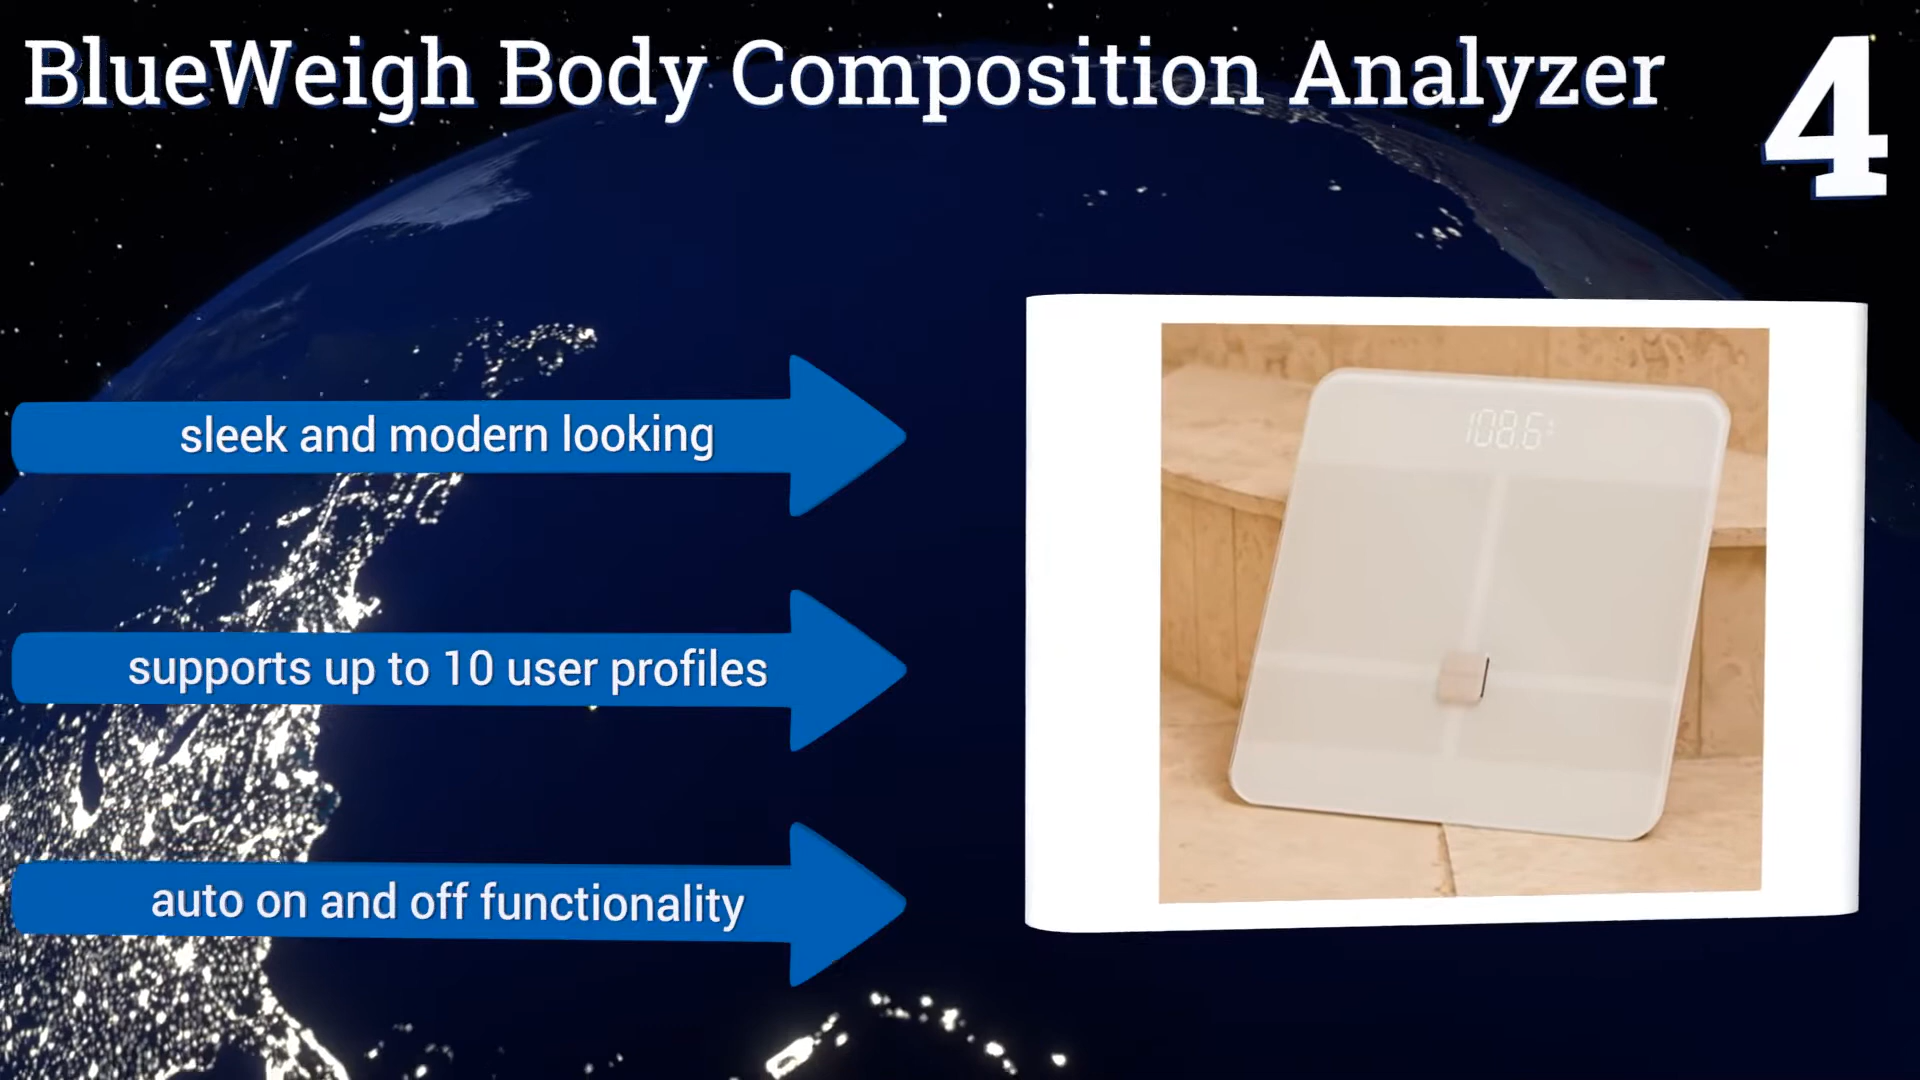 BlueWeigh Body Composition Analyzer
4
sleek and modern looking
supports up to 10 user profiles
auto on and off functionality
108.6